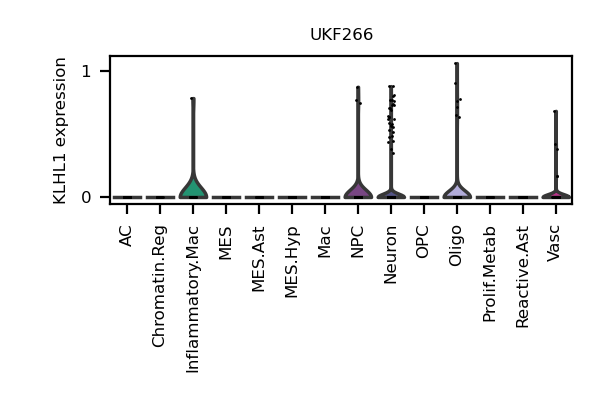 UKF266
KLHL1 expression
1
0
AC
Chromatin.Reg
Inflammatory.Mac
MES
MES.Ast
MES.Hyp
Mac
NPC
Neuron
OPC
Oligo
Prolif.Metab
Reactive.Ast
Vasc